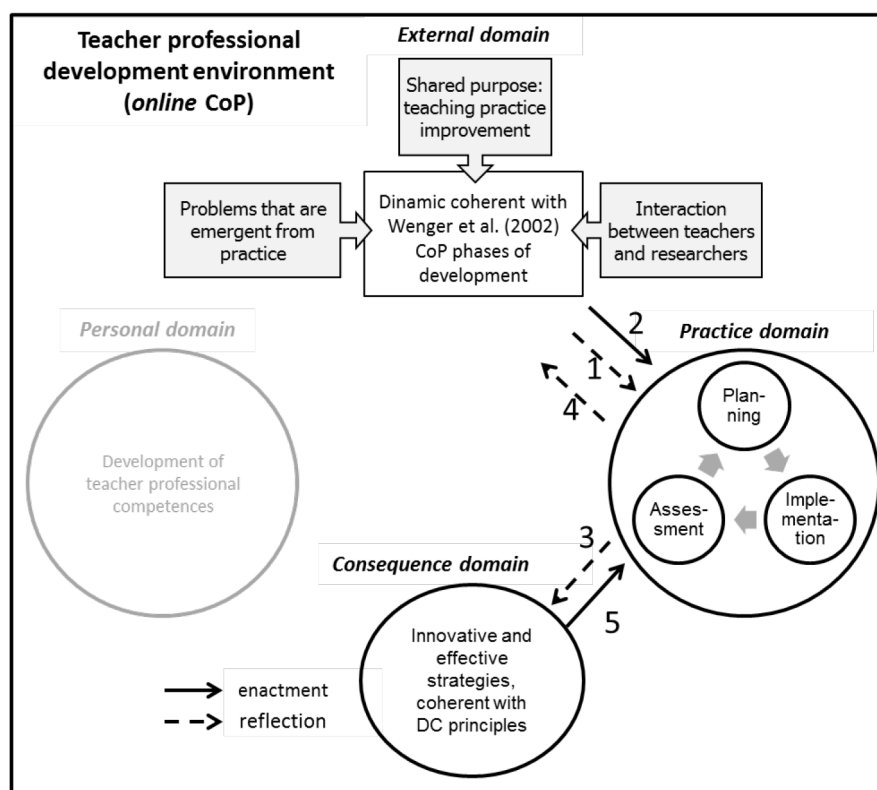 Teacher professional
development environment
(online CoP)
External domain
Shared purpose:
teaching practice
improvement
Problems that are
emergent from
practice
Dinamic coherent with
Wenger et al. (2002)
CoP phases of
development
Interaction
between teachers
and researchers
Personal domain
Development of
teacher professional
competences
2
1
4
Practice domain
Plan-
ning
Imple-
menta-
tion
Asses-
sment
3
5
Consequence domain
Innovative and
effective
strategies,
coherent with
DC principles
enactment
reflection